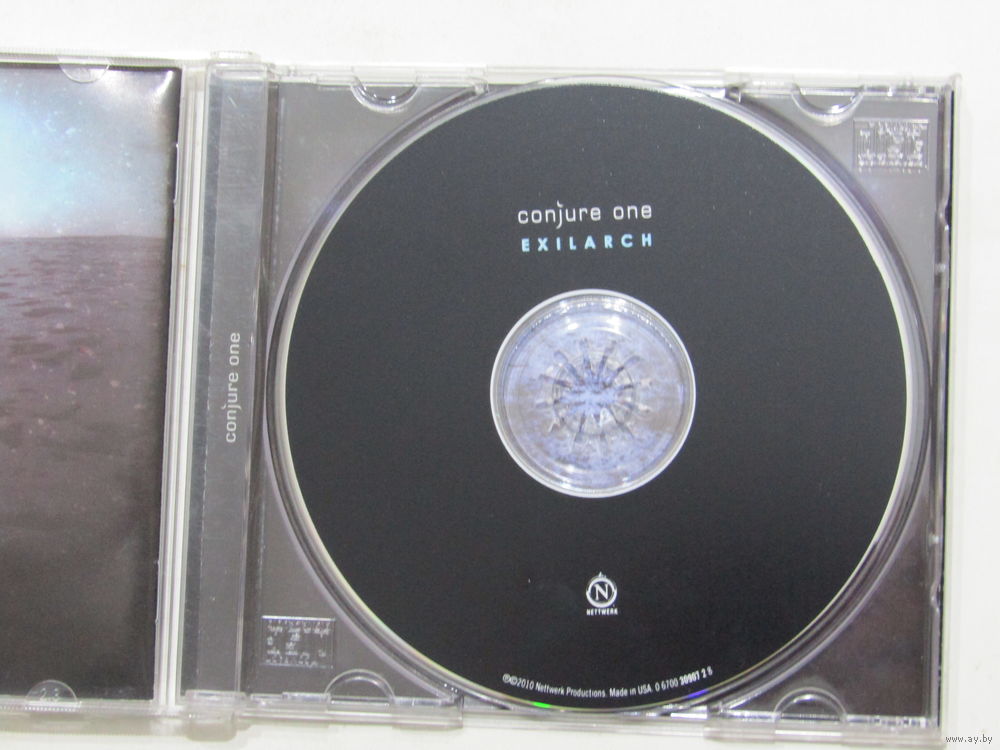 conjure one
conjure one
EXILARCH
N
NETTWERK
℗©2010 Nettwerk Productions. Made in USA. 0 6700 30907 2 6
www.ay.by